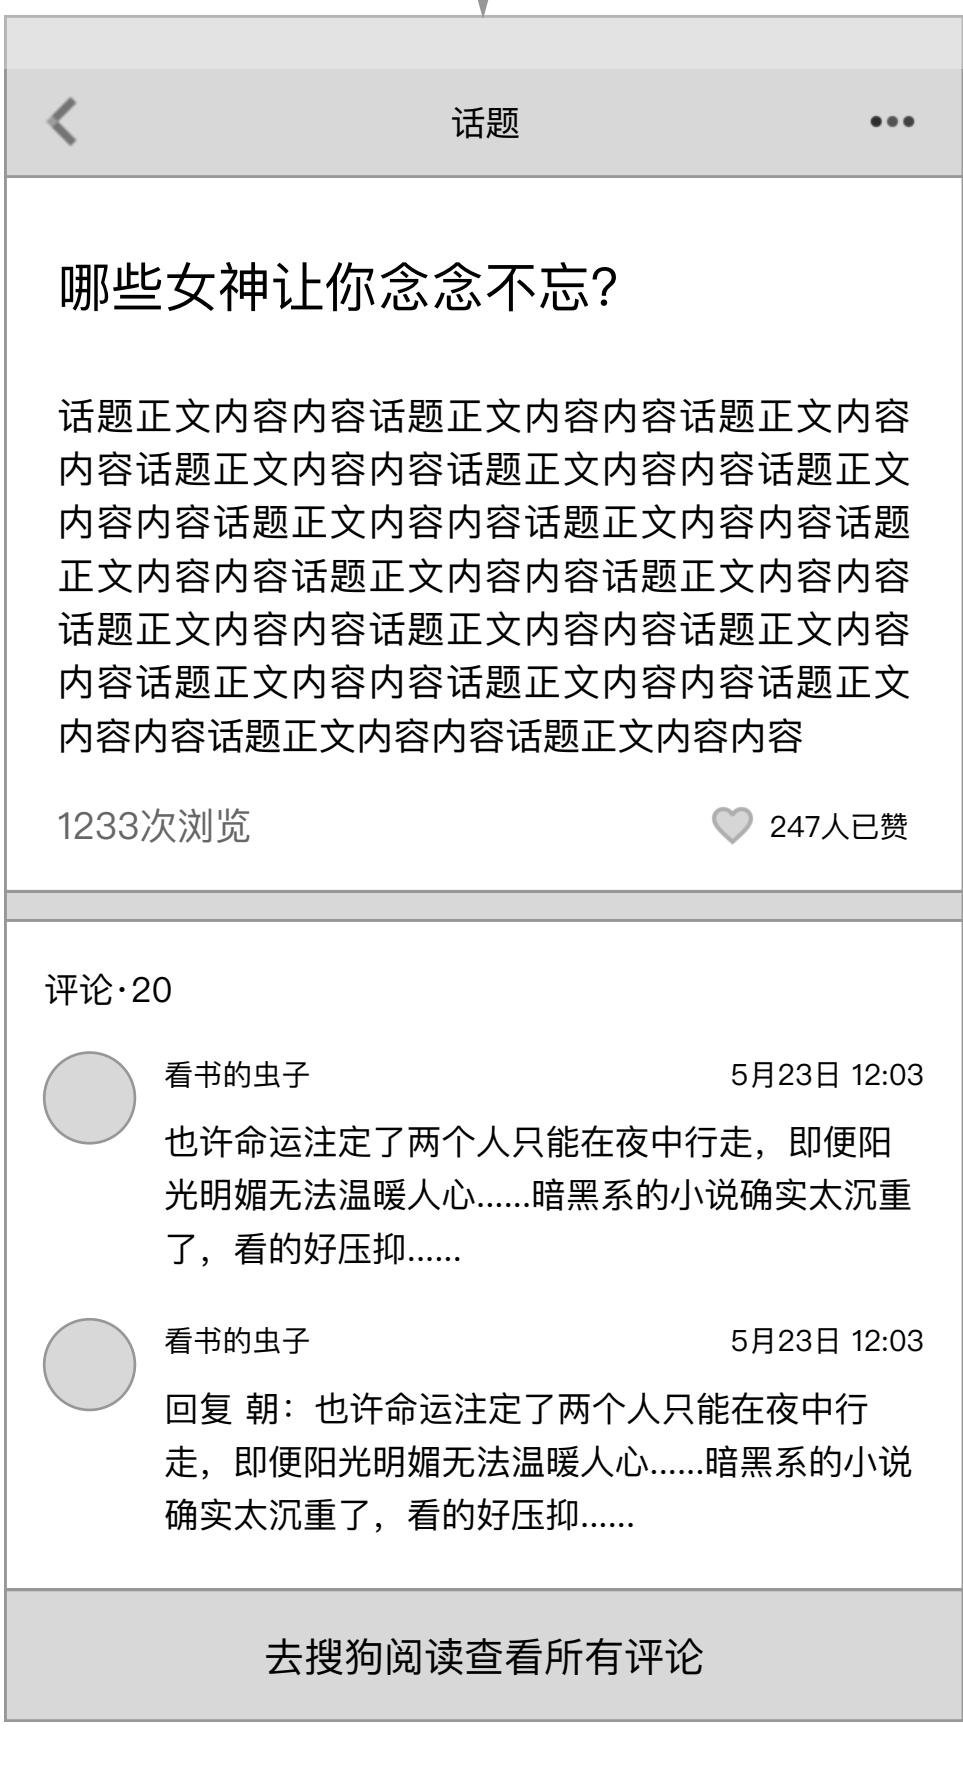 话题
哪些女神让你念念不忘？
话题正文内容内容话题正文内容内容话题正文内容
内容话题正文内容内容话题正文内容内容话题正文
内容内容话题正文内容内容话题正文内容内容话题
正文内容内容话题正文内容内容话题正文内容内容
话题正文内容内容话题正文内容内容话题正文内容
内容话题正文内容内容话题正文内容内容话题正文
内容内容话题正文内容内容话题正文内容内容
1233次浏览
247人已赞
评论·20
看书的虫子
5月23日 12:03
也许命运注定了两个人只能在夜中行走，即便阳
光明媚无法温暖人心......暗黑系的小说确实太沉重
了，看的好压抑......
看书的虫子
5月23日 12:03
回复 朝：也许命运注定了两个人只能在夜中行
走，即便阳光明媚无法温暖人心......暗黑系的小说
确实太沉重了，看的好压抑......
去搜狗阅读查看所有评论